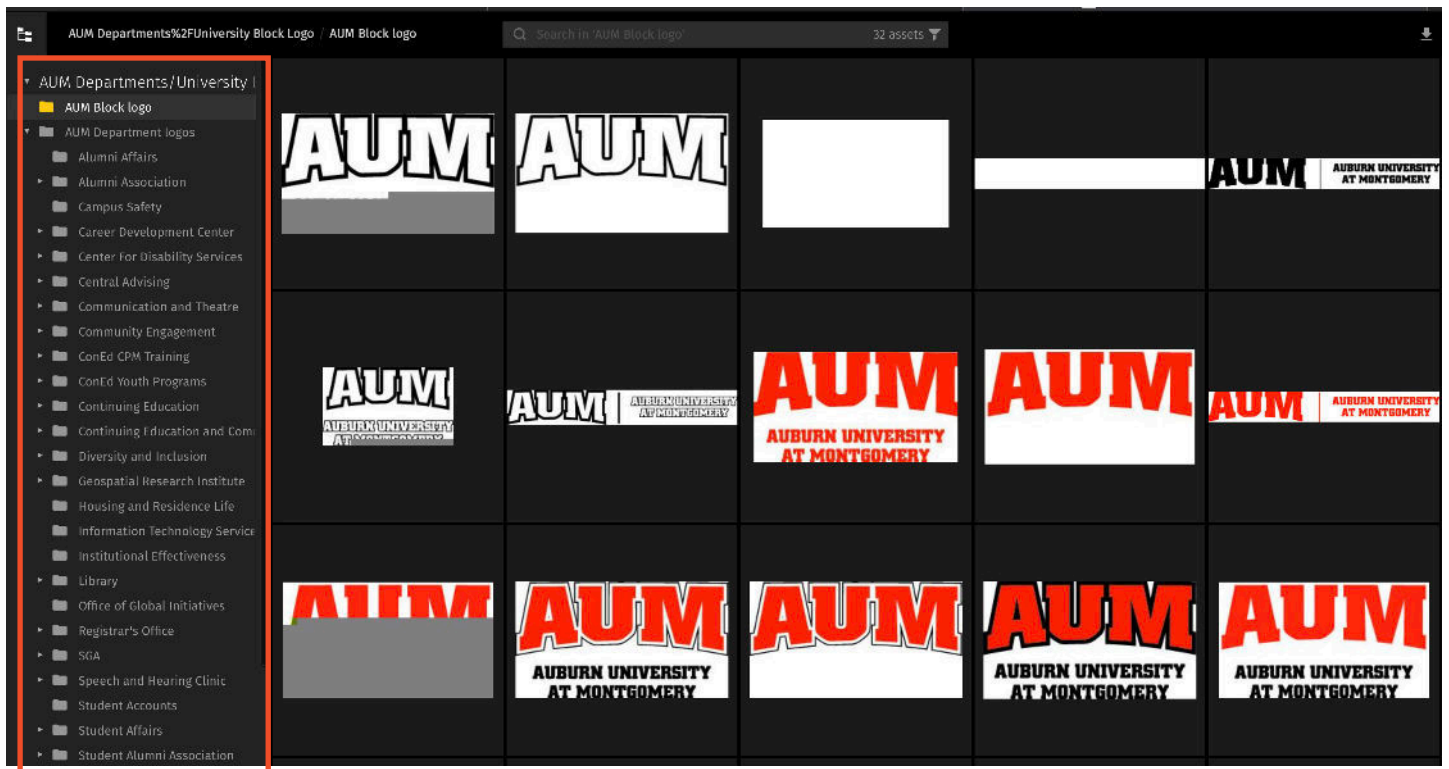 AUM Departments%2FUniversity Block Logo / AUM Block logo
Search in 'AUM Block logo'
32 assets
AUM Departments/University
AUM Block logo
AUM Department logos
Alumni Affairs
Alumni Association
Campus Safety
Career Development Center
Center For Disability Services
Central Advising
Communication and Theatre
Community Engagement
ConEd CPM Training
ConEd Youth Programs
Continuing Education
Continuing Education and Com
Diversity and Inclusion
Geospatial Research Institute
Housing and Residence Life
Information Technology Service
Institutional Effectiveness
Library
Office of Global Initiatives
Registrar's Office
SGA
Speech and Hearing Clinic
Student Accounts
Student Affairs
Student Alumni Association
AUM
AUM
AUM
AUBURN UNIVERSITY
AT MONTGOMERY
AUM
AUBURN UNIVERSITY
AT MONTGOMERY
AUM
AUBURN UNIVERSITY
AT MONTGOMERY
AUM
AUBURN UNIVERSITY
AT MONTGOMERY
AUM
AUM
AUBURN UNIVERSITY
AT MONTGOMERY
AUM
AUM
AUBURN UNIVERSITY
AT MONTGOMERY
AUM
AUM
AUBURN UNIVERSITY
AT MONTGOMERY
AUM
AUBURN UNIVERSITY
AT MONTGOMERY